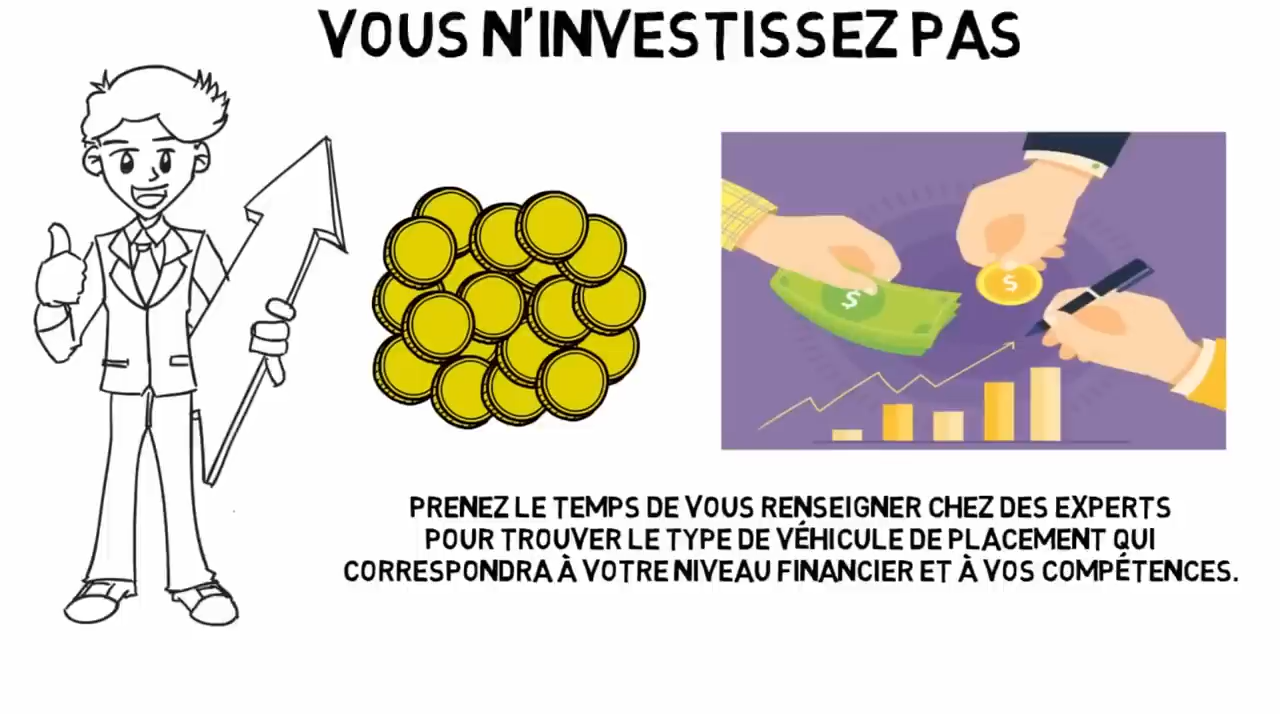 VOUS N'INVESTISSEZ PAS
$
$
PRENEZ LE TEMPS DE VOUS RENSEIGNER CHEZ DES EXPERTS
POUR TROUVER LE TYPE DE VÉHICULE DE PLACEMENT QUI
CORRESPONDRA À VOTRE NIVEAU FINANCIER ET À VOS COMPÉTENCES.